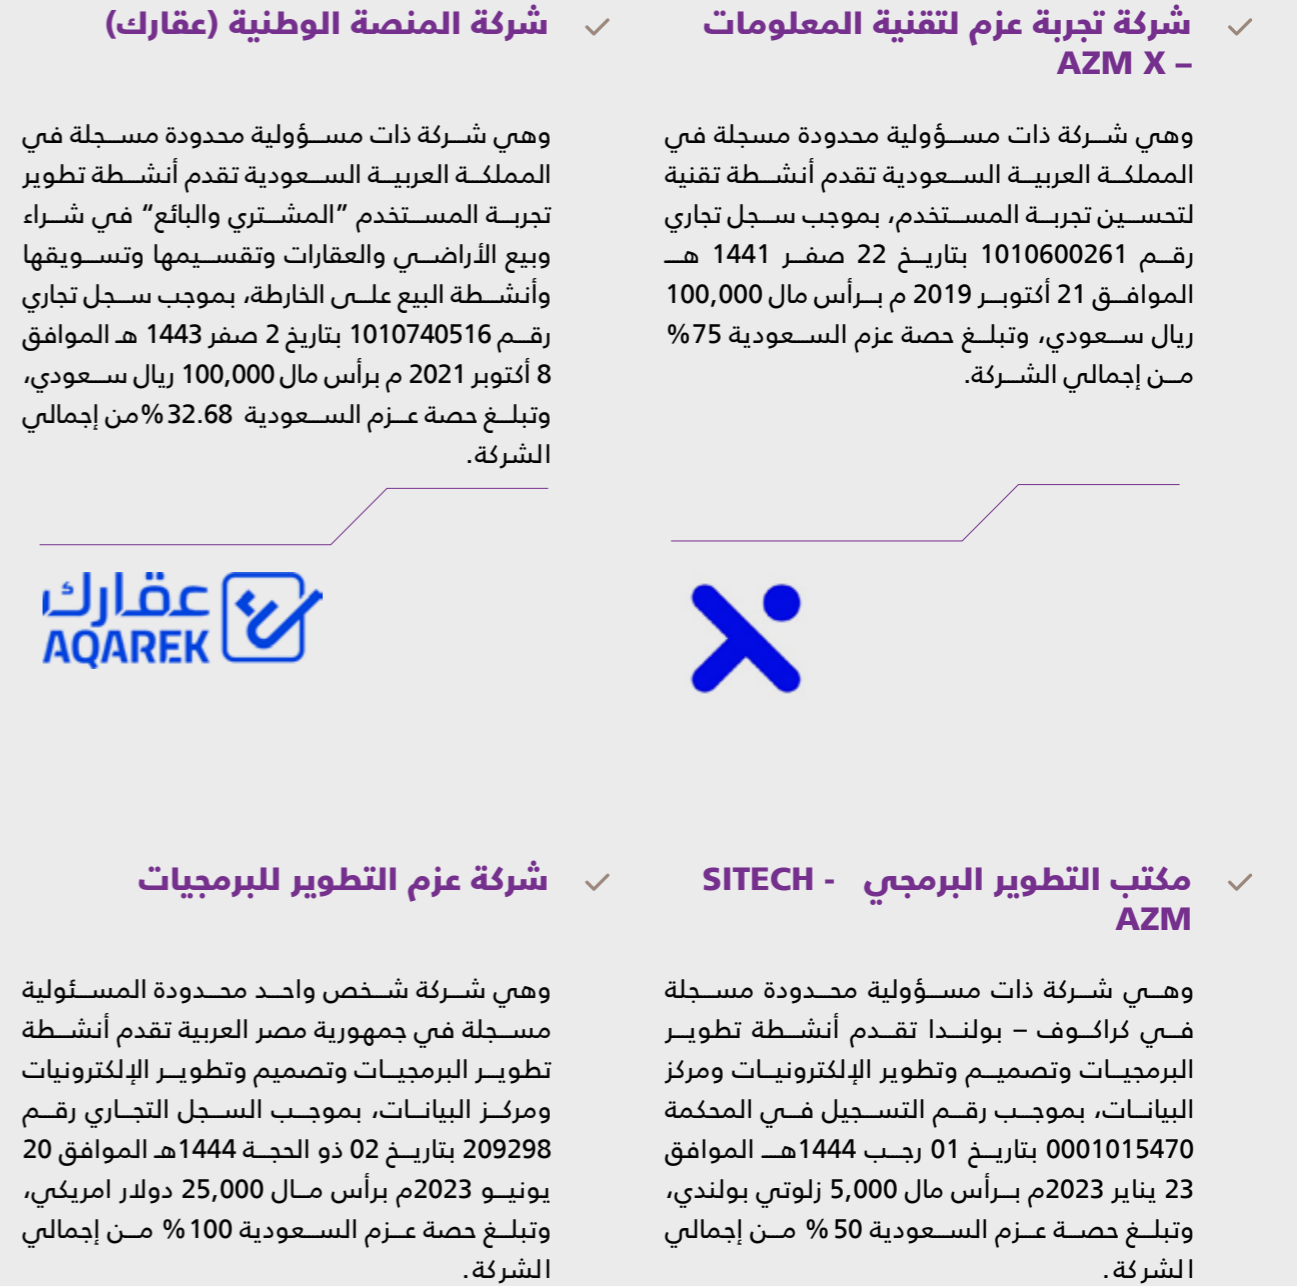 شركة تجربة عزم لتقنية المعلومات
– AZM X
وهي شركة ذات مسؤولية محدودة مسجلة في
المملكة العربية السعودية تقدم أنشطة تقنية
لتحسين تجربة المستخدم، بموجب سجل تجاري
رقم 1010600261 بتاريخ 22 صفر 1441 هـ
الموافق 21 أكتوبر 2019 م برأس مال 100,000
ريال سعودي، وتبلغ حصة عزم السعودية 75%
من إجمالي الشركة.
شركة المنصة الوطنية (عقارك)
وهي شركة ذات مسؤولية محدودة مسجلة في
المملكة العربية السعودية تقدم أنشطة تطوير
تجربة المستخدم “المشتري والبائع“ في شراء
وبيع الأراضي والعقارات وتقسيمها وتسويقها
وأنشطة البيع على الخارطة، بموجب سجل تجاري
رقم 1010740516 بتاريخ 2 صفر 1443 هـ الموافق
8 أكتوبر 2021 م برأس مال 100,000 ريال سعودي،
وتبلغ حصة عزم السعودية 32.68%من إجمالي
الشركة.
عقارك
AQAREK
مكتب التطوير البرمجي - SITECH
AZM
وهي شركة ذات مسؤولية محدودة مسجلة
في كراكوف – بولندا تقدم أنشطة تطوير
البرمجيات وتصميم وتطوير الإلكترونيات ومركز
البيانات، بموجب رقم التسجيل في المحكمة
0001015470 بتاريخ 01 رجب 1444هـ الموافق
23 يناير 2023م برأس مال 5,000 زلوتي بولندي،
وتبلغ حصة عزم السعودية 50% من إجمالي
الشركة.
شركة عزم التطوير للبرمجيات
وهي شركة شخص واحد محدودة المسئولية
مسجلة في جمهورية مصر العربية تقدم أنشطة
تطوير البرمجيات وتصميم وتطوير الإلكترونيات
ومركز البيانات، بموجب السجل التجاري رقم
209298 بتاريخ 02 ذو الحجة 1444هـ الموافق 20
يونيو 2023م برأس مال 25,000 دولار امريكي،
وتبلغ حصة عزم السعودية 100% من إجمالي
الشركة.